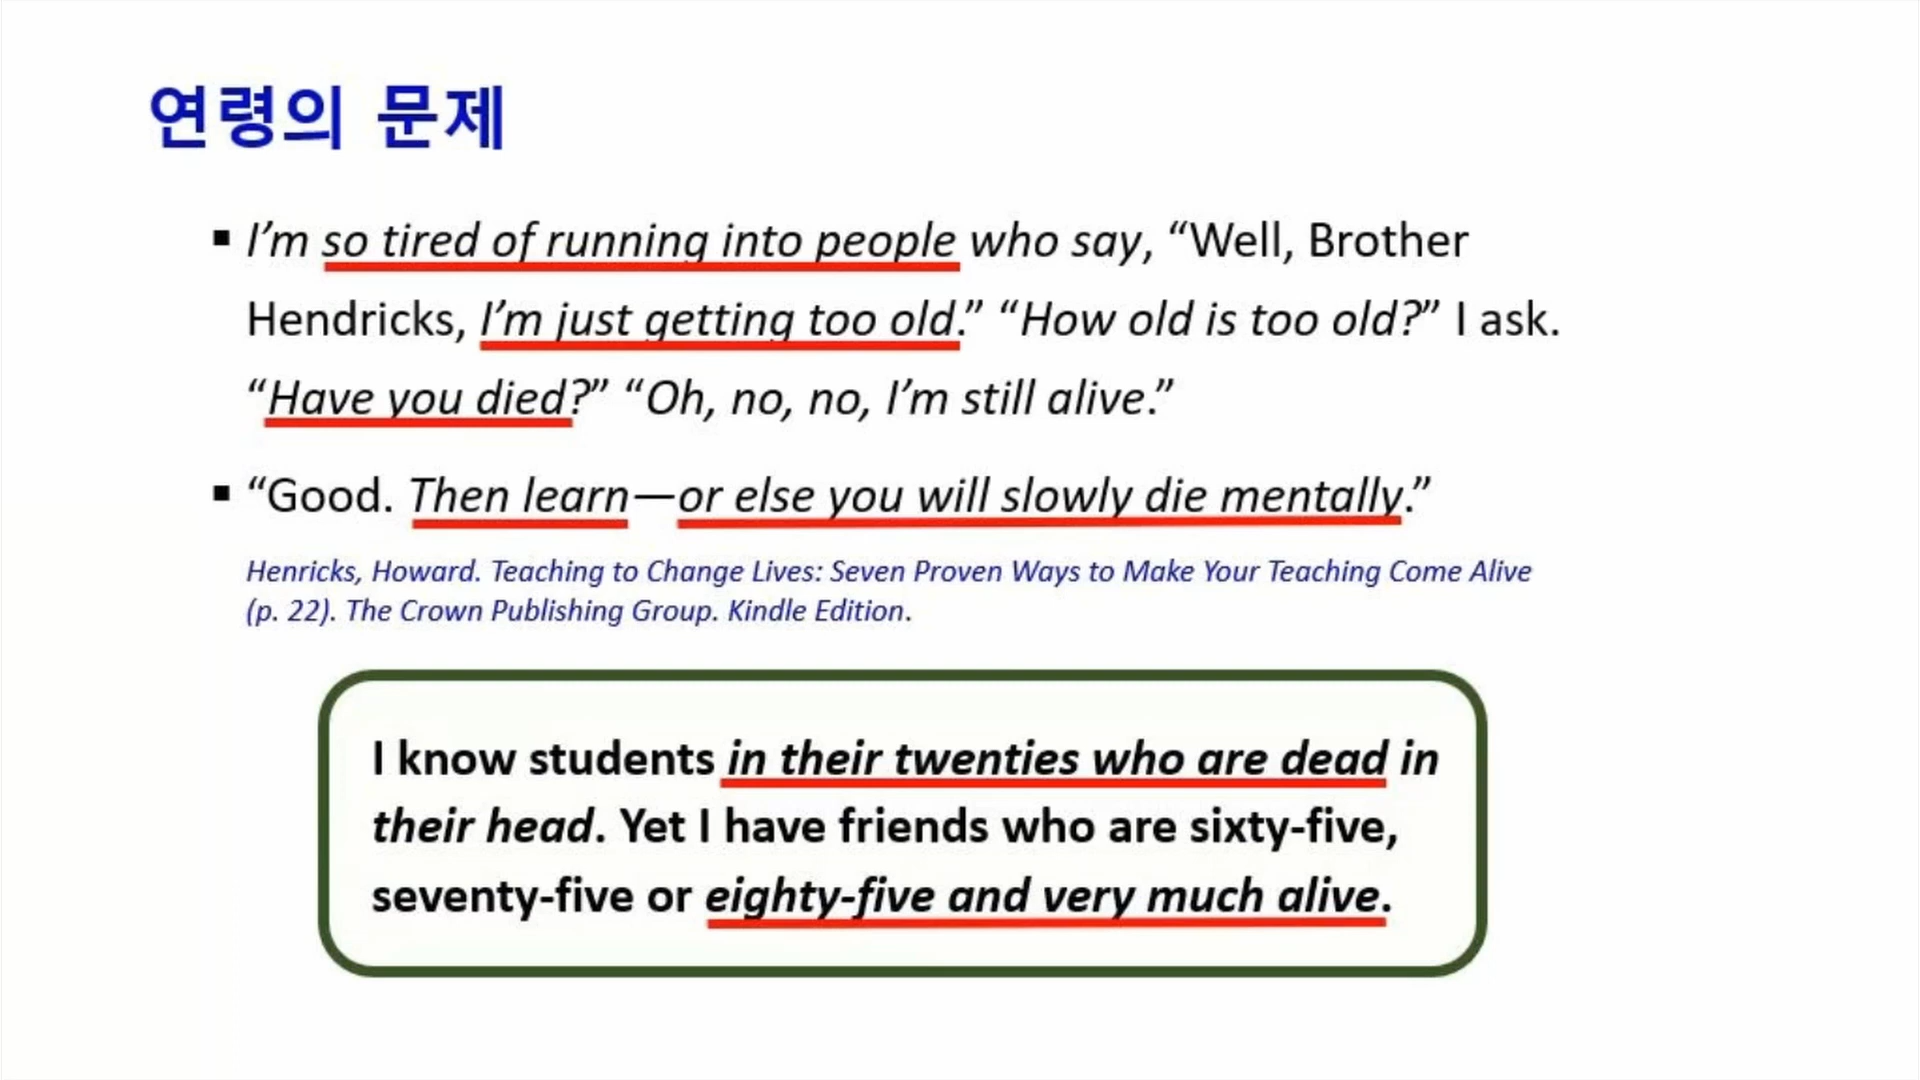 연령의 문제
▪ I’m so tired of running into people who say, “Well, Brother
Hendricks, I’m just getting too old.” “How old is too old?” I ask.
“Have you died?” “Oh, no, no, I’m still alive.”
▪ “Good. Then learn—or else you will slowly die mentally.”
Henricks, Howard. Teaching to Change Lives: Seven Proven Ways to Make Your Teaching Come Alive
(p. 22). The Crown Publishing Group. Kindle Edition.
I know students in their twenties who are dead in
their head. Yet I have friends who are sixty-five,
seventy-five or eighty-five and very much alive.